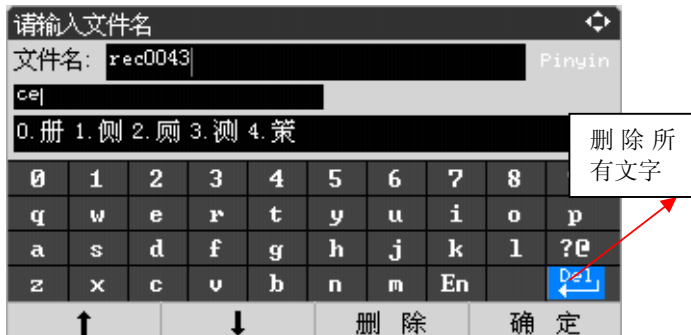 请输入文件名
文件名: rec0043 Pinyin
ce
0.册 1.侧 2.厕 3.测 4.策
删除所
有文字
0 1 2 3 4 5 6 7 8
q w e r t y u i o p
a s d f g h j k l ?@
z x c v b n m En Del
↑ ↓ 删 除 确 定